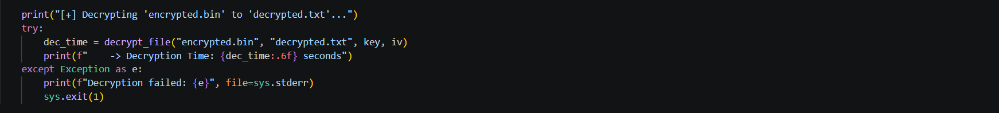 print("[+] Decrypting 'encrypted.bin' to 'decrypted.txt'...")
try:
    dec_time = decrypt_file("encrypted.bin", "decrypted.txt", key, iv)
    print(f"    -> Decryption Time: {dec_time:.6f} seconds")
except Exception as e:
    print(f"Decryption failed: {e}", file=sys.stderr)
    sys.exit(1)